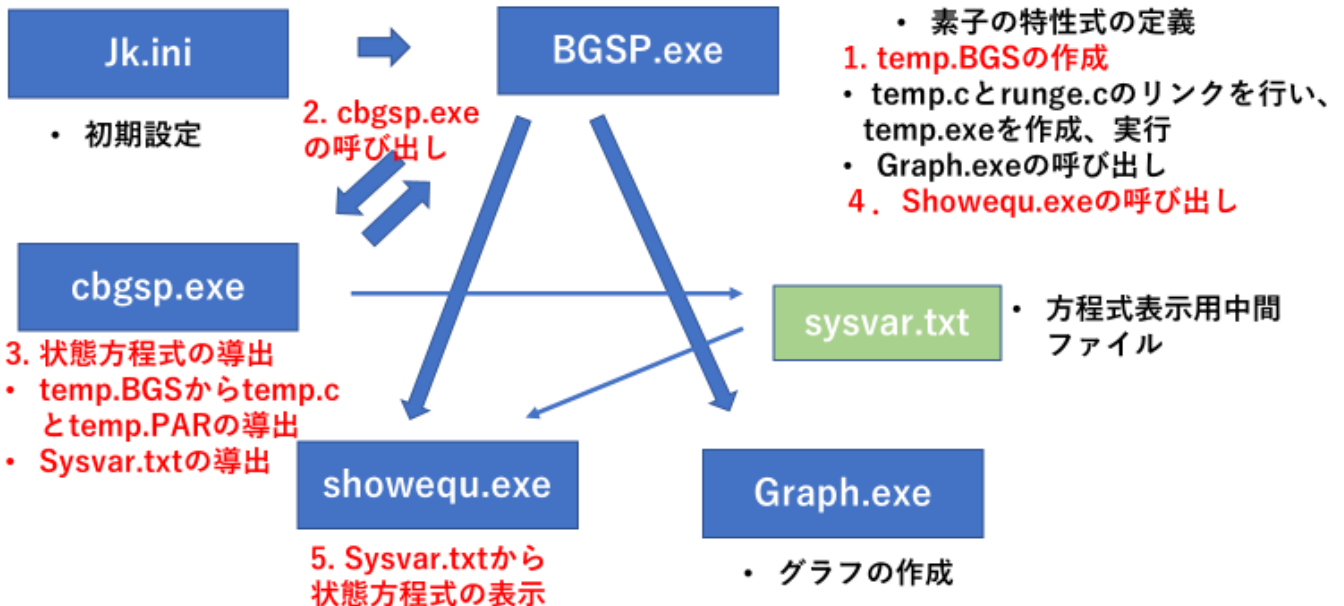 Jk.ini
• 初期設定
BGSP.exe
• 素子の特性式の定義
1. temp.BGSの作成
• temp.cとrunge.cのリンクを行い、
temp.exeを作成、実行
• Graph.exeの呼び出し
４．Showequ.exeの呼び出し
2. cbgsp.exe
の呼び出し
cbgsp.exe
3. 状態方程式の導出
• temp.BGSからtemp.c
とtemp.PARの導出
• Sysvar.txtの導出
sysvar.txt
• 方程式表示用中間
ファイル
showequ.exe
5. Sysvar.txtから
状態方程式の表示
Graph.exe
• グラフの作成